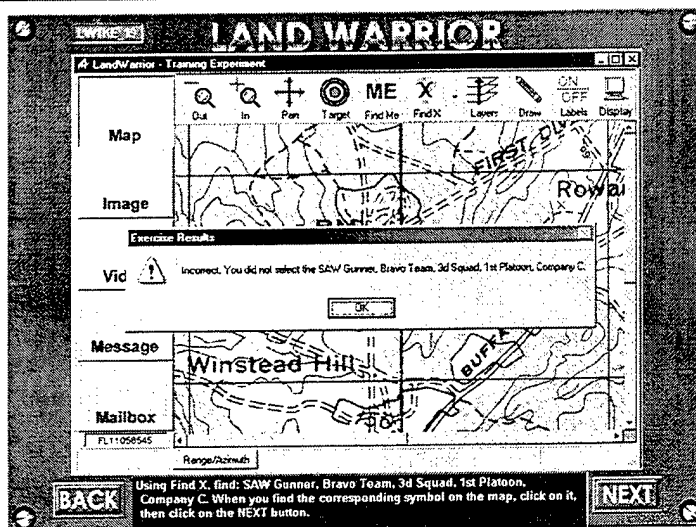 LAND WARRIOR
LandWarrior - Training Experiment
Out In Pan Target ME Find Me X Find X Layers Draw ON OFF Labels Display
Map
Image
Message
Mailbox
FIRST
Exercise Results
Incorrect. You did not select the SAW Gunner, Bravo Team, 3d Squad, 1st Platoon, Company C.
OK
Vid
Winstead Hill
BUFFA
FL11058545
Range/Azimuth
BACK
Using Find X, find: SAW Gunner, Bravo Team, 3d Squad, 1st Platoon,
Company C. When you find the corresponding symbol on the map, click on it,
then click on the NEXT button.
NEXT